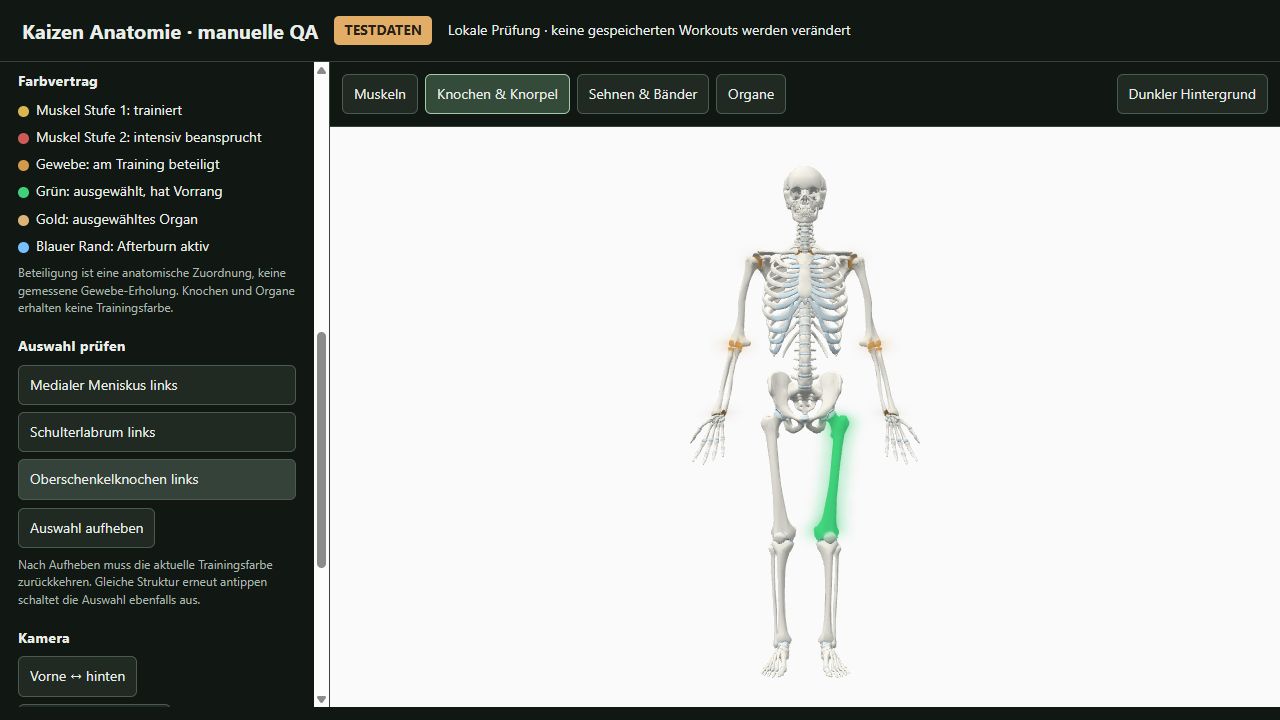 Kaizen Anatomie · manuelle QA
TESTDATEN
Lokale Prüfung · keine gespeicherten Workouts werden verändert
Farbvertrag
Muskel Stufe 1: trainiert
Muskel Stufe 2: intensiv beansprucht
Gewebe: am Training beteiligt
Grün: ausgewählt, hat Vorrang
Gold: ausgewähltes Organ
Blauer Rand: Afterburn aktiv
Beteiligung ist eine anatomische Zuordnung, keine
gemessene Gewebe-Erholung. Knochen und Organe
erhalten keine Trainingsfarbe.
Auswahl prüfen
Medialer Meniskus links
Schulterlabrum links
Oberschenkelknochen links
Auswahl aufheben
Nach Aufheben muss die aktuelle Trainingsfarbe
zurückkehren. Gleiche Struktur erneut antippen
schaltet die Auswahl ebenfalls aus.
Kamera
Vorne ↔ hinten
Muskeln
Knochen & Knorpel
Sehnen & Bänder
Organe
Dunkler Hintergrund